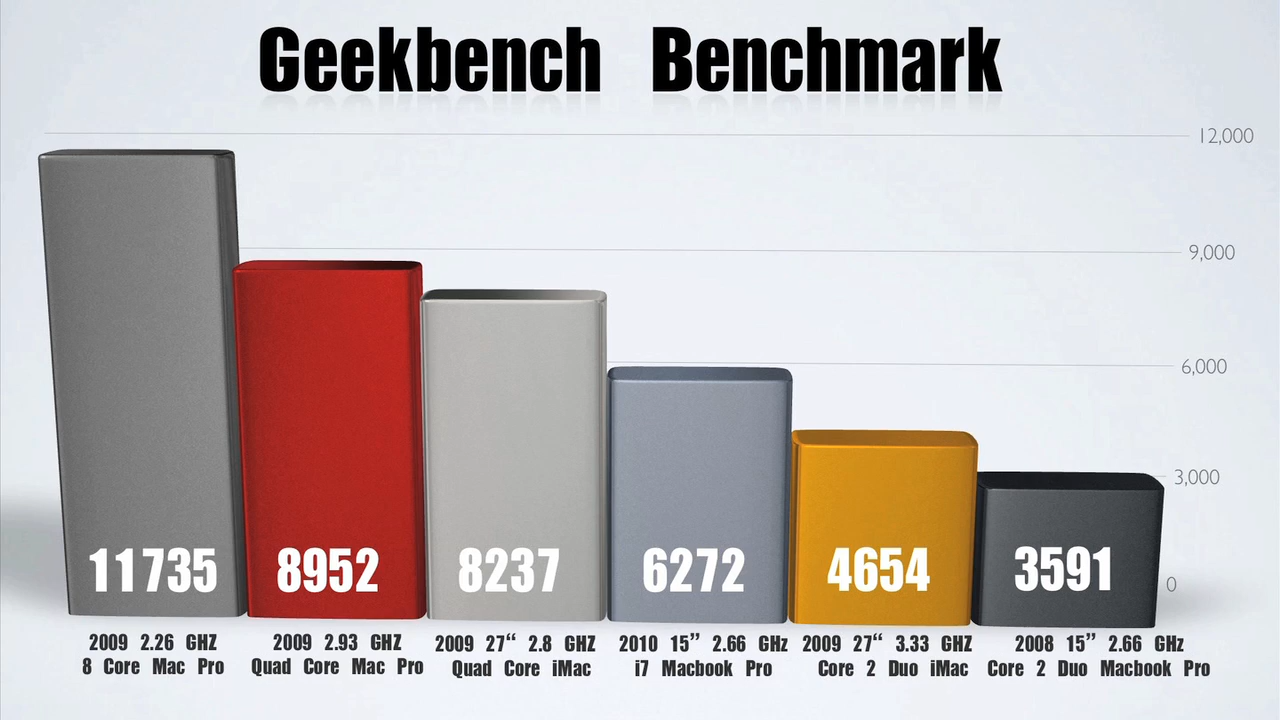 Geekbench Benchmark
12,000
9,000
6,000
3,000
0
11735
8952
8237
6272
4654
3591
2009 2.26 GHZ
8 Core Mac Pro
2009 2.93 GHZ
Quad Core Mac Pro
2009 27“ 2.8 GHZ
Quad Core iMac
2010 15” 2.66 GHz
i7 Macbook Pro
2009 27“ 3.33 GHZ
Core 2 Duo iMac
2008 15” 2.66 GHz
Core 2 Duo Macbook Pro